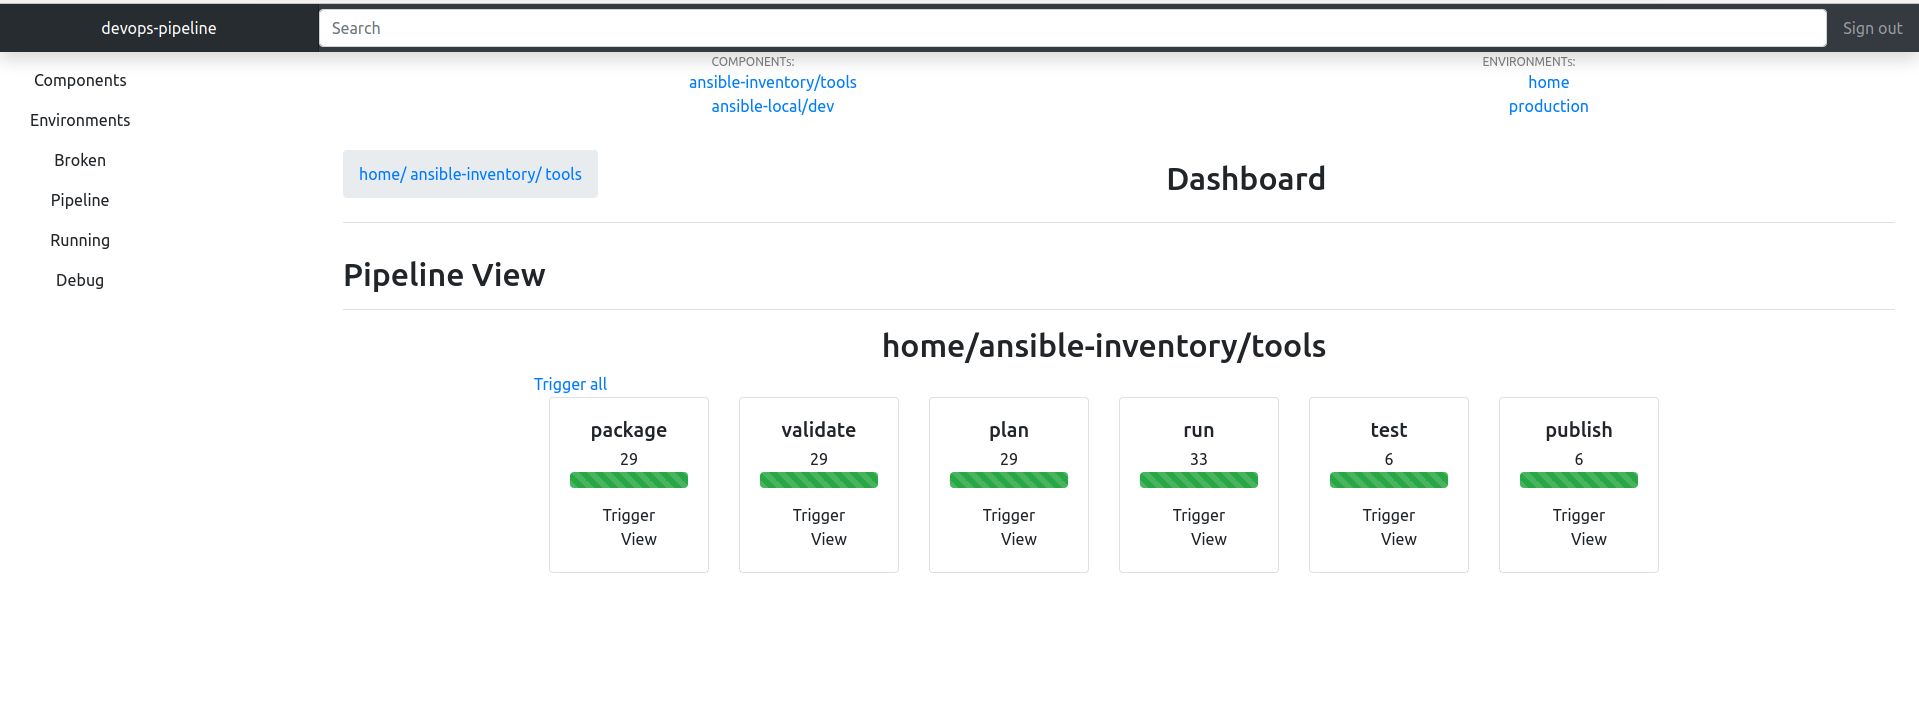 devops-pipeline
Search
Sign out
Components
Environments
Broken
Pipeline
Running
Debug
COMPONENTs:
ansible-inventory/tools
ansible-local/dev
ENVIRONMENTs:
home
production
home/ ansible-inventory/ tools
Dashboard
Pipeline View
home/ansible-inventory/tools
Trigger all
package
29
Trigger
View
validate
29
Trigger
View
plan
29
Trigger
View
run
33
Trigger
View
test
6
Trigger
View
publish
6
Trigger
View